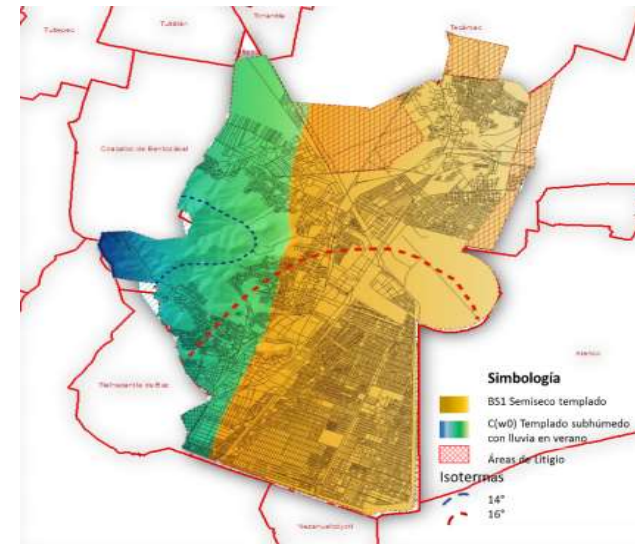 Tultepec
Tultitlán
Tecámac
Coacalco de Berriozábal
Atenco
Tlalnepantla de Baz
Nezahualcóyotl
Simbología
BS1 Semiseco templado
C(w0) Templado subhúmedo
con lluvia en verano
Áreas de Litigio
Isotermas
14°
16°